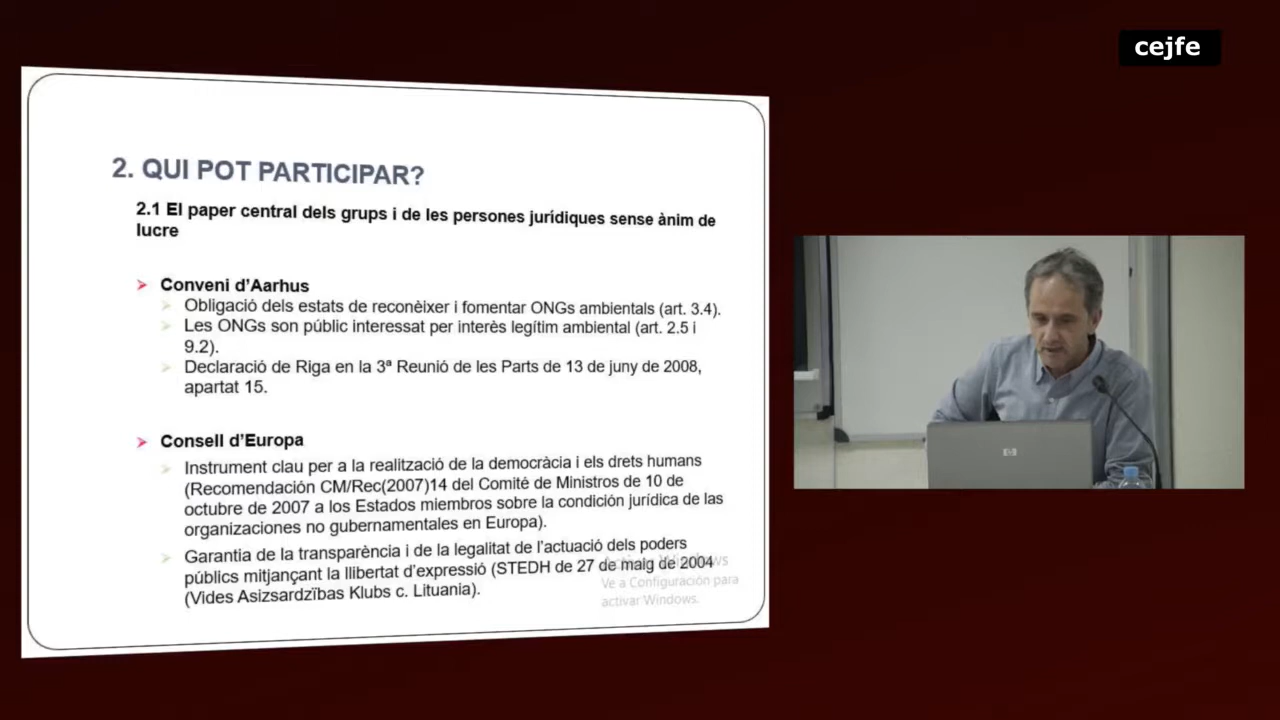 cejfe
2. QUI POT PARTICIPAR?
2.1 El paper central dels grups i de les persones jurídiques sense ànim de
lucre
Conveni d'Aarhus
Obligació dels estats de reconèixer i fomentar ONGs ambientals (art. 3.4).
Les ONGs son públic interessat per interès legítim ambiental (art. 2.5 i
9.2).
Declaració de Riga en la 3ª Reunió de les Parts de 13 de juny de 2008,
apartat 15.
Consell d'Europa
Instrument clau per a la realització de la democràcia i els drets humans
(Recomendación CM/Rec(2007)14 del Comité de Ministros de 10 de
octubre de 2007 a los Estados miembros sobre la condición jurídica de las
organizaciones no gubernamentales en Europa).
Garantia de la transparència i de la legalitat de l'actuació dels poders
públics mitjançant la llibertat d'expressió (STEDH de 27 de maig de 2004
(Vides Asizsardzības Klubs c. Lituania).
Activar Windows
Ve a Configuración para
activar Windows.
hp